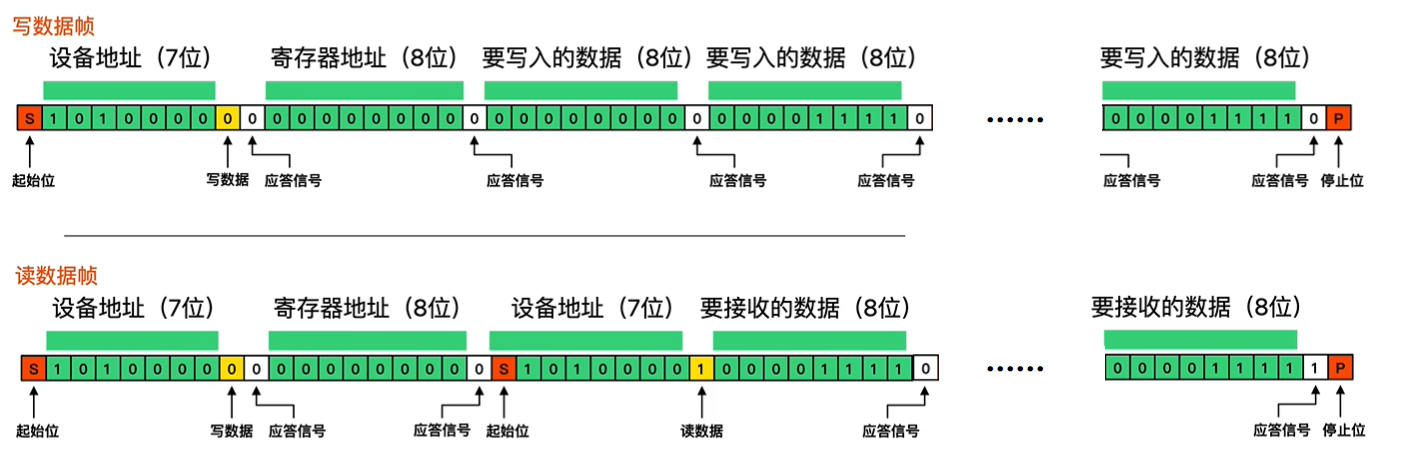 写数据帧
设备地址（7位） 寄存器地址（8位） 要写入的数据（8位） 要写入的数据（8位） 要写入的数据（8位）
S 1 0 1 0 0 0 0 0 0 0 0 0 0 0 0 0 0 0 0 0 0 0 0 0 0 0 0 0 0 0 0 0 1 1 1 1 0 …… 0 0 0 0 1 1 1 1 0 P
起始位 写数据 应答信号 应答信号 应答信号 应答信号 应答信号 应答信号 停止位
读数据帧
设备地址（7位） 寄存器地址（8位） 设备地址（7位） 要接收的数据（8位） 要接收的数据（8位）
S 1 0 1 0 0 0 0 0 0 0 0 0 0 0 0 0 0 0 S 1 0 1 0 0 0 0 1 0 0 0 0 1 1 1 1 0 …… 0 0 0 0 1 1 1 1 1 P
起始位 写数据 应答信号 应答信号 起始位 读数据 应答信号 应答信号 停止位